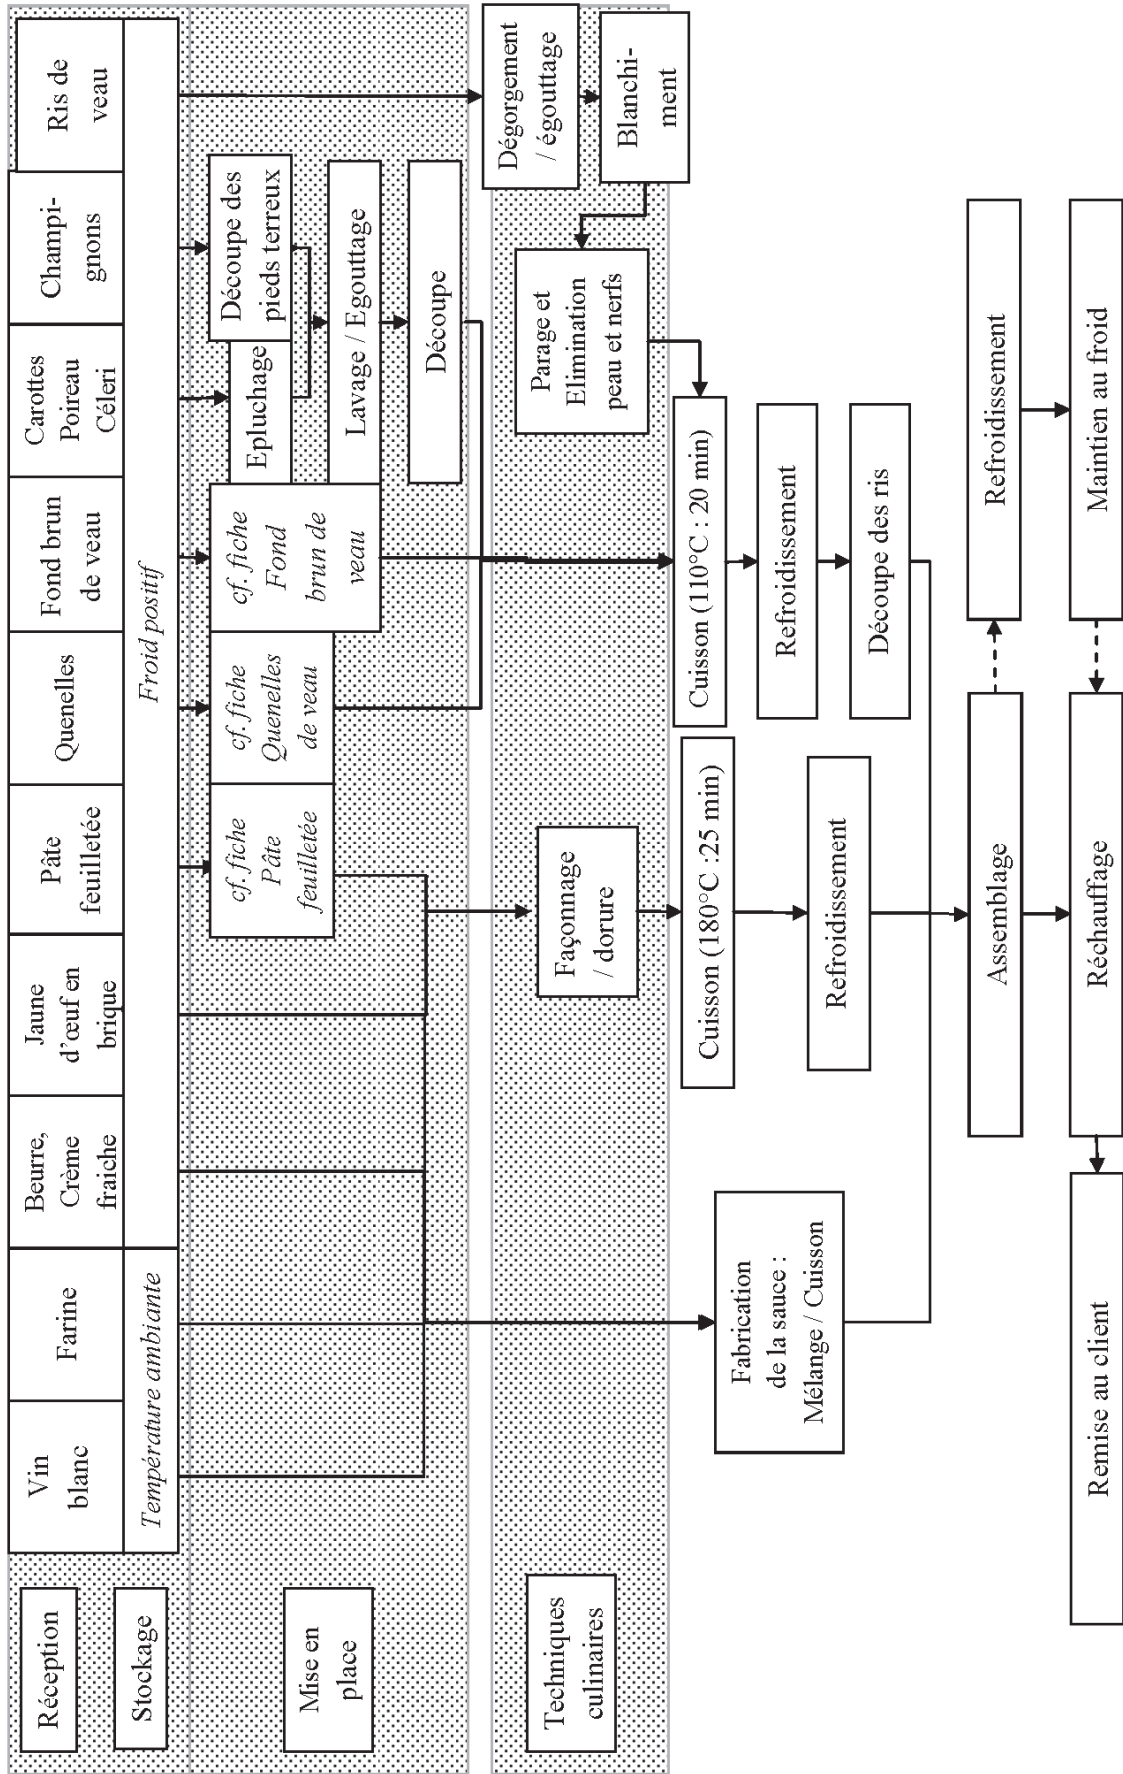 Réception
Vin
blanc
Farine
Beurre,
Crème
fraiche
Jaune
d’œuf en
brique
Pâte
feuilletée
Quenelles
Fond brun
de veau
Carottes
Poireau
Céleri
Champi-
gnons
Ris de
veau
Stockage
Température ambiante
Froid positif
Mise en
place
cf. fiche
Pâte
feuilletée
cf. fiche
Quenelles
de veau
cf. fiche
Fond
brun de
veau
Epluchage
Découpe des
pieds terreux
Lavage / Egouttage
Découpe
Techniques
culinaires
Dégorgement
/ égouttage
Blanchi-
ment
Parage et
Elimination
peau et nerfs
Façonnage
/ dorure
Cuisson (180°C :25 min)
Cuisson (110°C : 20 min)
Fabrication
de la sauce :
Mélange / Cuisson
Refroidissement
Refroidissement
Découpe des ris
Assemblage
Refroidissement
Remise au client
Réchauffage
Maintien au froid